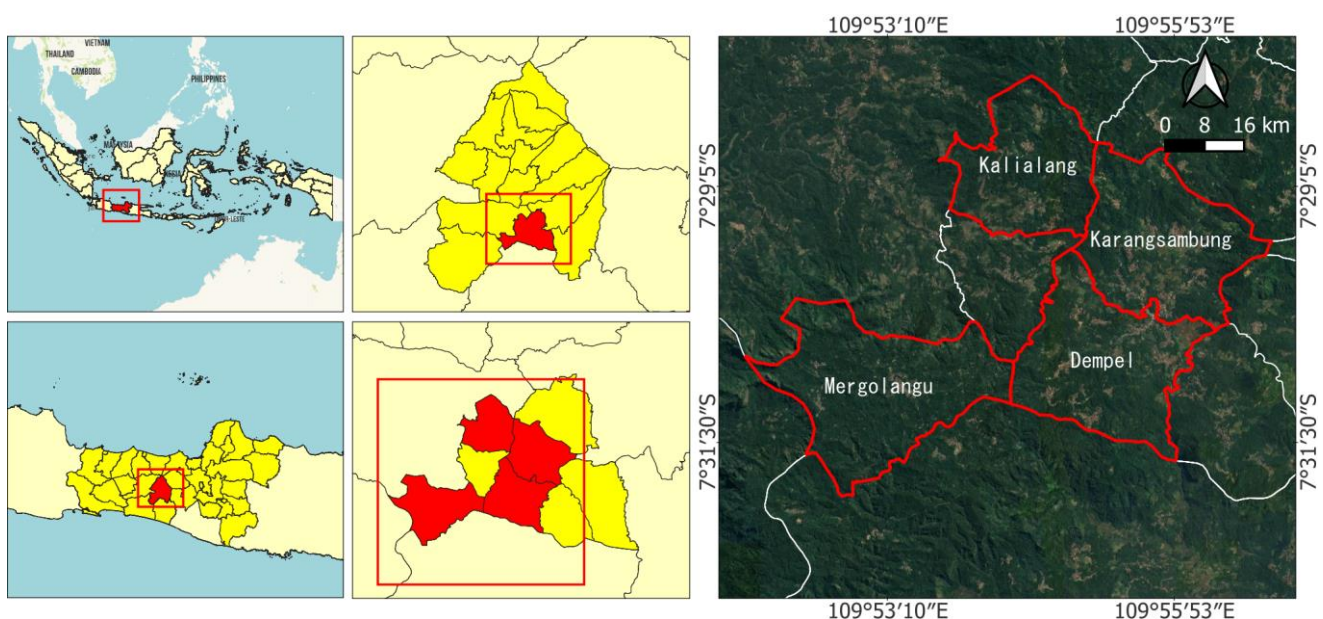 VIETNAM
THAILAND
CAMBODIA
PHILIPPINES
109°53′10″E
109°55′53″E
0 8 16 km
Kalialang
7°29′5″S
7°29′5″S
Karangsambung
Dempel
Mergolangu
7°31′30″S
7°31′30″S
109°53′10″E
109°55′53″E